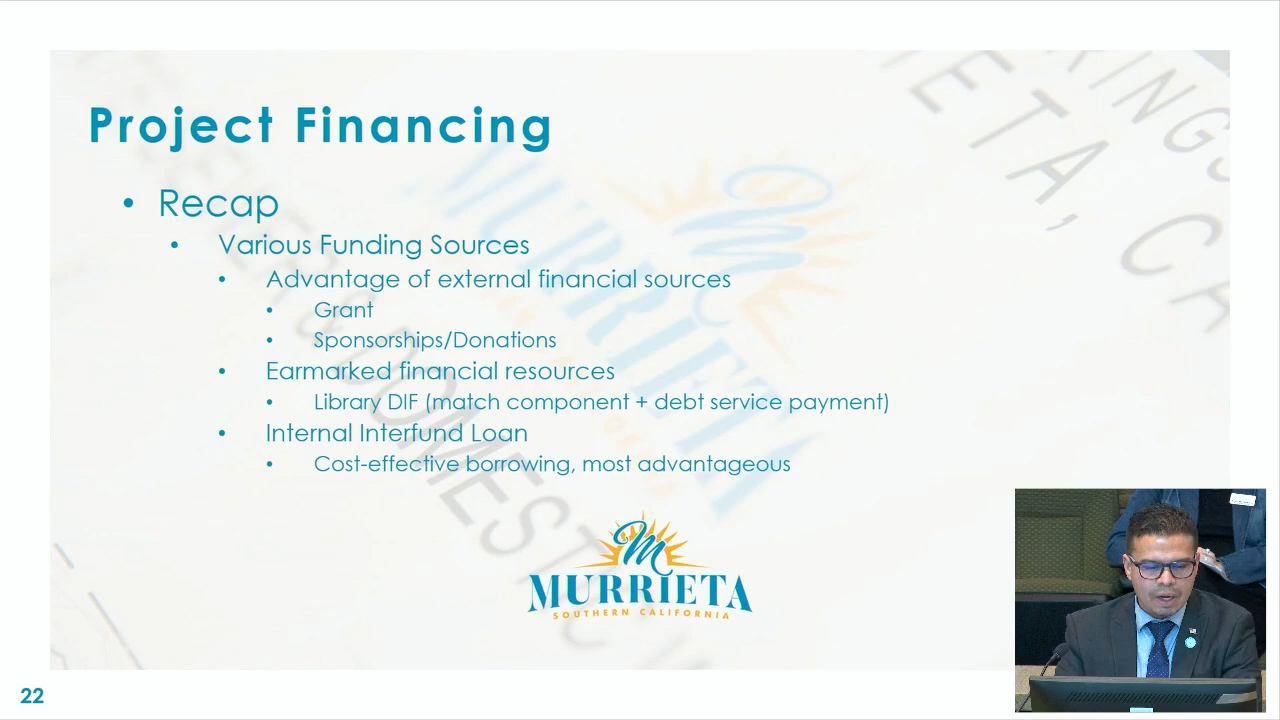 Project Financing
• Recap
• Various Funding Sources
• Advantage of external financial sources
• Grant
• Sponsorships/Donations
• Earmarked financial resources
• Library DIF (match component + debt service payment)
• Internal Interfund Loan
• Cost-effective borrowing, most advantageous
M
MURRIETA
SOUTHERN CALIFORNIA
22